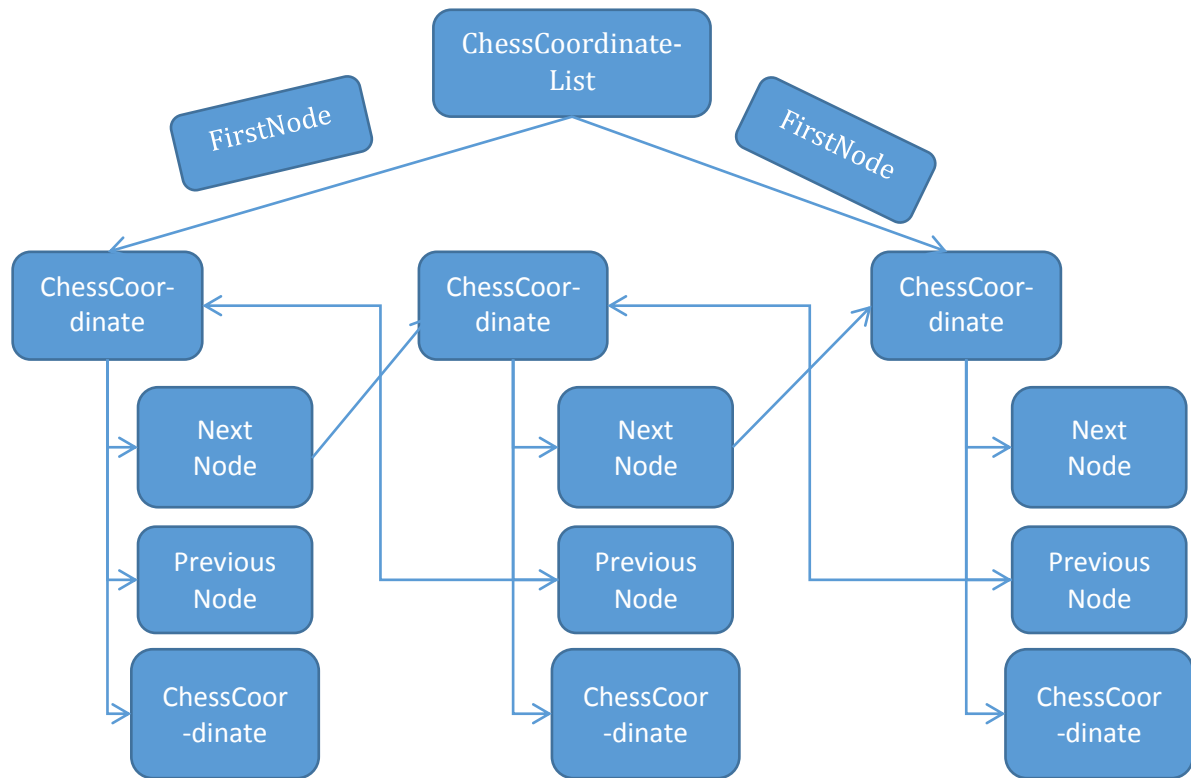 ChessCoordinate-
List
FirstNode
FirstNode
ChessCoor-
dinate
ChessCoor-
dinate
ChessCoor-
dinate
Next
Node
Next
Node
Next
Node
Previous
Node
Previous
Node
Previous
Node
ChessCoor
-dinate
ChessCoor
-dinate
ChessCoor
-dinate